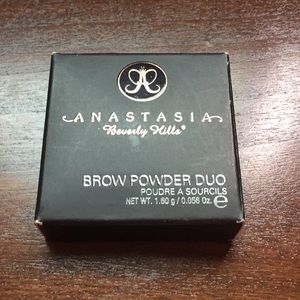 ANASTASIA
Beverly Hills®
BROW POWDER DUO
POUDRE A SOURCILS
NET WT. 1.60 g / 0.056 Oz. ℮